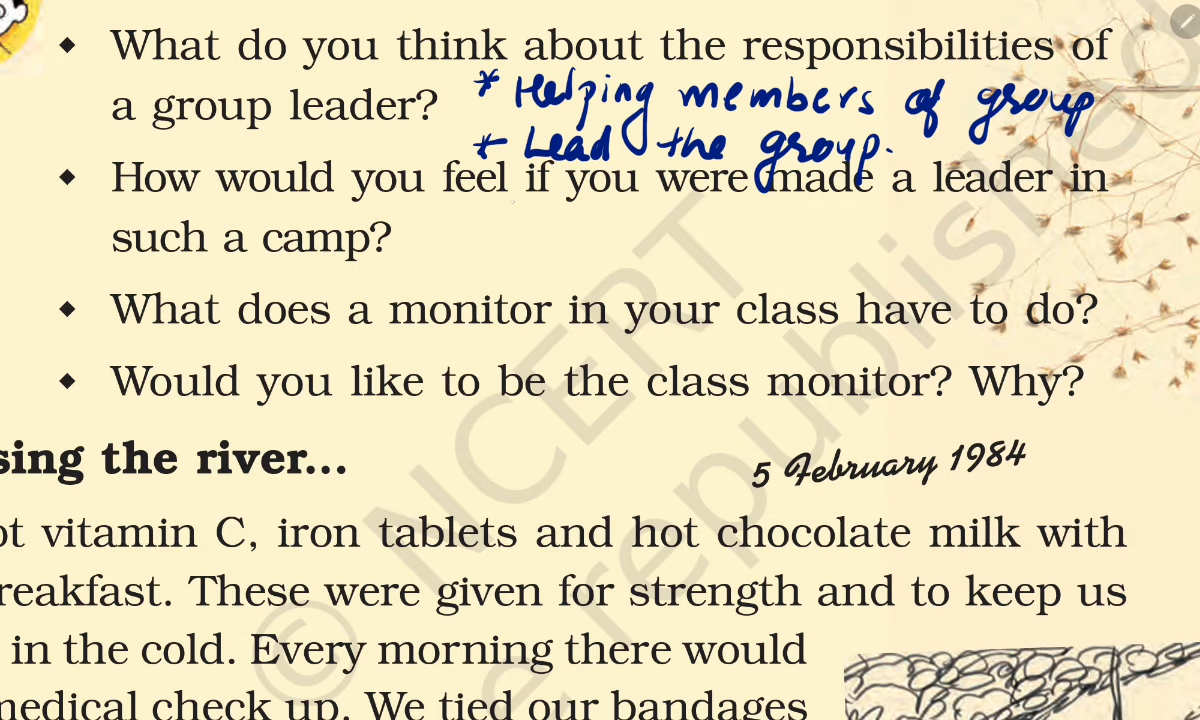 ◆ What do you think about the responsibilities of
a group leader? * Helping members of group
* Lead the group.
◆ How would you feel if you were made a leader in
such a camp?
◆ What does a monitor in your class have to do?
◆ Would you like to be the class monitor? Why?
sing the river...
5 February 1984
vitamin C, iron tablets and hot chocolate milk with
reakfast. These were given for strength and to keep us
in the cold. Every morning there would
medical check up. We tied our bandages
© NCERT
republished